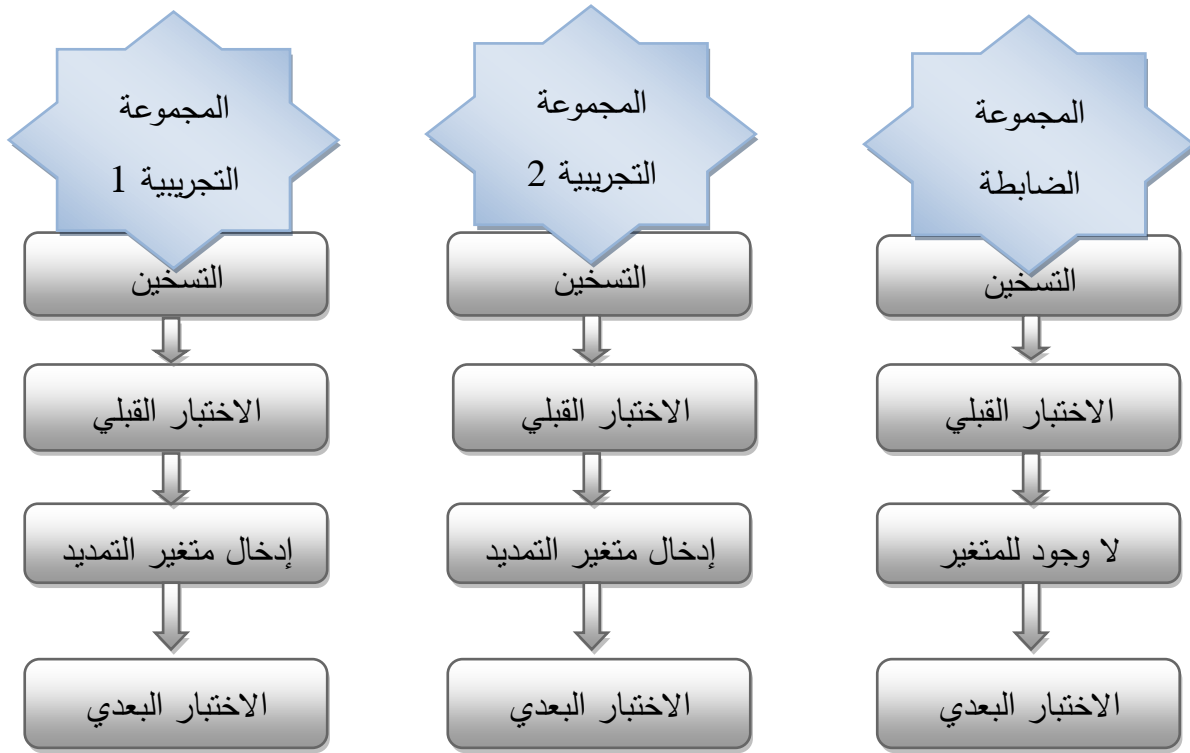 المجموعة
الضابطة
التسخين
الاختبار القبلي
لا وجود للمتغير
الاختبار البعدي
المجموعة
التجريبية 2
التسخين
الاختبار القبلي
إدخال متغير التمديد
الاختبار البعدي
المجموعة
التجريبية 1
التسخين
الاختبار القبلي
إدخال متغير التمديد
الاختبار البعدي